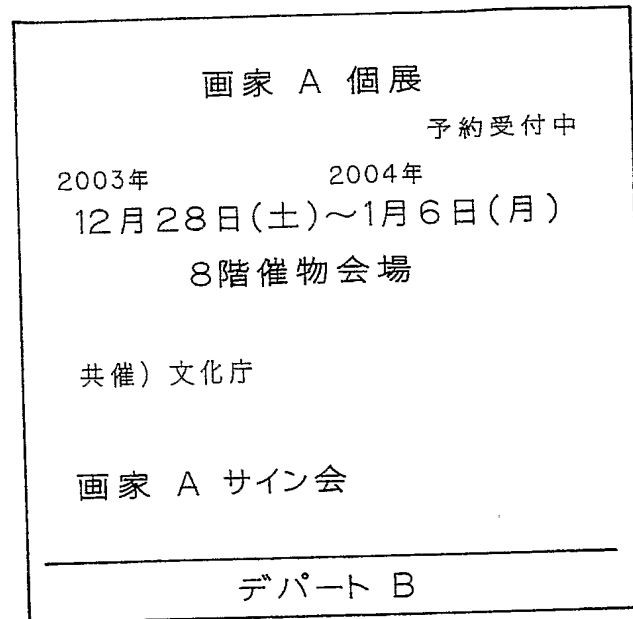 画家 A 個展
予約受付中
2003年 2004年
12月28日(土)～1月6日(月)
8階催物会場
共催) 文化庁
画家 A サイン会
デパート B